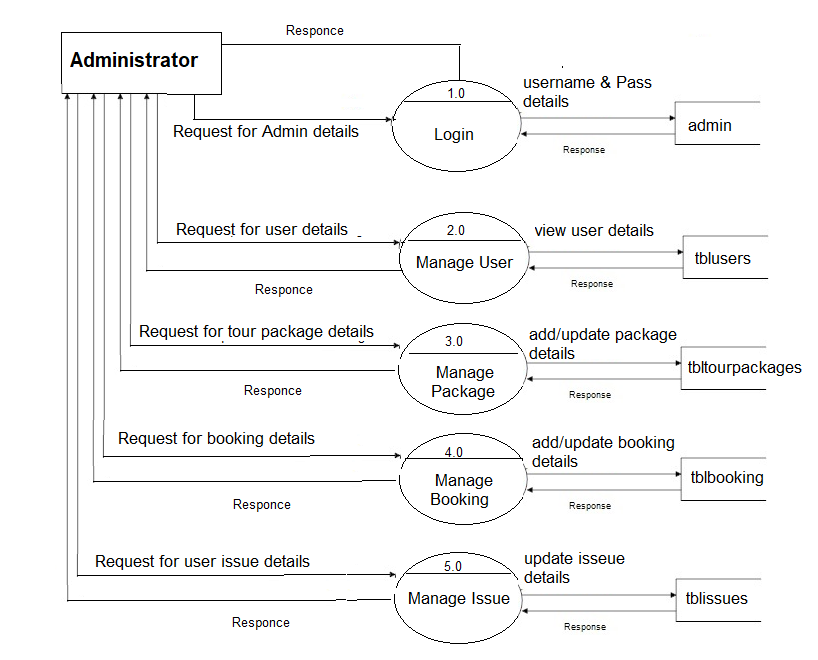 Responce
Administrator
1.0
Login
username & Pass
details
admin
Request for Admin details
Response
Request for user details
2.0
Manage User
view user details
tblusers
Response
Responce
Request for tour package details
3.0
Manage
Package
add/update package
details
tbltourpackages
Response
Responce
Request for booking details
4.0
Manage
Booking
add/update booking
details
tblbooking
Response
Responce
Request for user issue details
5.0
Manage Issue
update isseue
details
tblissues
Response
Responce